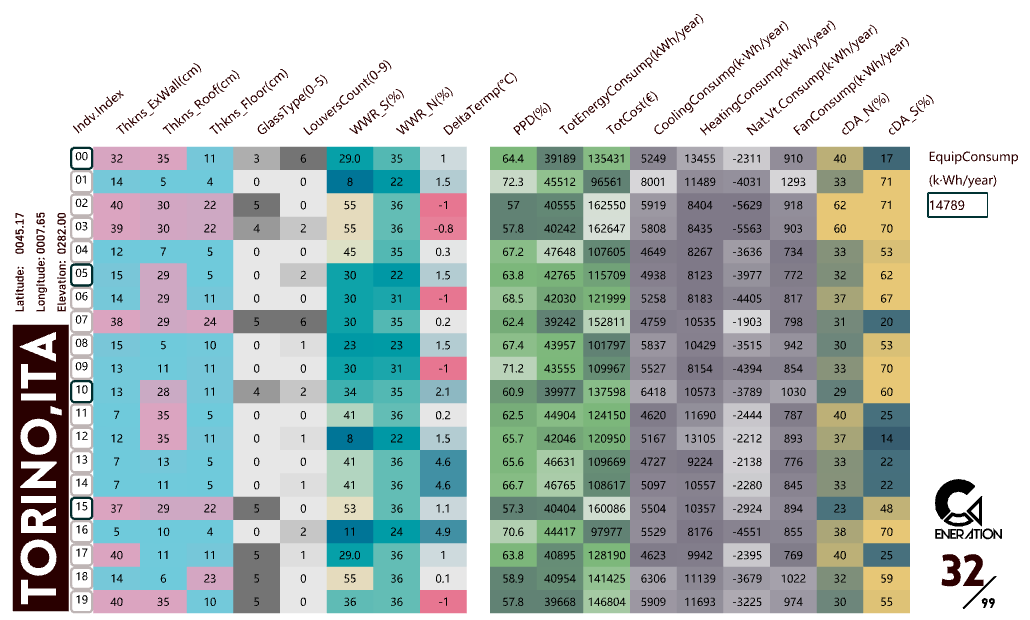 Indv.Index Thkns_ExWall(cm) Thkns_Roof(cm) Thkns_Floor(cm) GlassType(0-5) LouversCount(0-9) WWR_S(%) WWR_N(%) DeltaTermp(°C) PPD(%) TotEnergyConsump(kWh/year) TotCost(€) CoolingConsump(k·Wh/year) HeatingConsump(k·Wh/year) Nat.Vt.Consump(k·Wh/year) FanConsump(k·Wh/year) cDA_N(%) cDA_S(%)
00 32 35 11 3 6 29.0 35 1 64.4 39189 135431 5249 13455 -2311 910 40 17
01 14 5 4 0 0 8 22 1.5 72.3 45512 96561 8001 11489 -4031 1293 33 71
02 40 30 22 5 0 55 36 -1 57 40555 162550 5919 8404 -5629 918 62 71
03 39 30 22 4 2 55 36 -0.8 57.8 40242 162647 5808 8435 -5563 903 60 70
04 12 7 5 0 0 45 35 0.3 67.2 47648 107605 4649 8267 -3636 734 33 53
05 15 29 5 0 2 30 22 1.5 63.8 42765 115709 4938 8123 -3977 772 32 62
06 14 29 11 0 0 30 31 -1 68.5 42030 121999 5258 8183 -4405 817 37 67
07 38 29 24 5 6 30 35 0.2 62.4 39242 152811 4759 10535 -1903 798 31 20
08 15 5 10 0 1 23 23 1.5 67.4 43957 101797 5837 10429 -3515 942 30 53
09 13 11 11 0 0 30 31 -1 71.2 43555 109967 5527 8154 -4394 854 33 70
10 13 28 11 4 2 34 35 2.1 60.9 39977 137598 6418 10573 -3789 1030 29 60
11 7 35 5 0 0 41 36 0.2 62.5 44904 124150 4620 11690 -2444 787 40 25
12 12 35 11 0 1 8 22 1.5 65.7 42046 120950 5167 13105 -2212 893 37 14
13 7 13 5 0 0 41 36 4.6 65.6 46631 109669 4727 9224 -2138 776 33 22
14 7 11 5 0 1 41 36 4.6 66.7 46765 108617 5097 10557 -2280 845 33 22
15 37 29 22 5 0 53 36 1.1 57.3 40404 160086 5504 10357 -2924 894 23 48
16 5 10 4 0 2 11 24 4.9 70.6 44417 97977 5529 8176 -4551 855 38 70
17 40 11 11 5 1 29.0 36 1 63.8 40895 128190 4623 9942 -2395 769 40 25
18 14 6 23 5 0 55 36 0.1 58.9 40954 141425 6306 11139 -3679 1022 32 59
19 40 35 10 5 0 36 36 -1 57.8 39668 146804 5909 11693 -3225 974 30 55
Latitude: 0045.17
Longitude: 0007.65
Elevation: 0282.00
TORINO,ITA
EquipConsump
(k·Wh/year)
14789
ENERATION
32/99